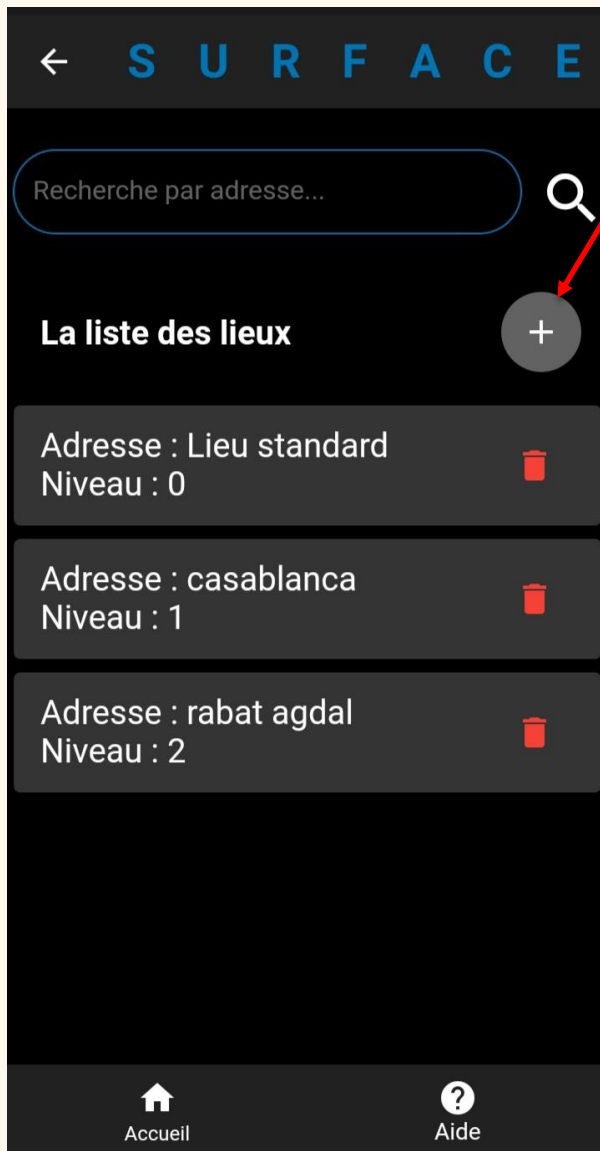 S U R F A C E
Recherche par adresse...
La liste des lieux
Adresse : Lieu standard
Niveau : 0
Adresse : casablanca
Niveau : 1
Adresse : rabat agdal
Niveau : 2
Accueil
Aide